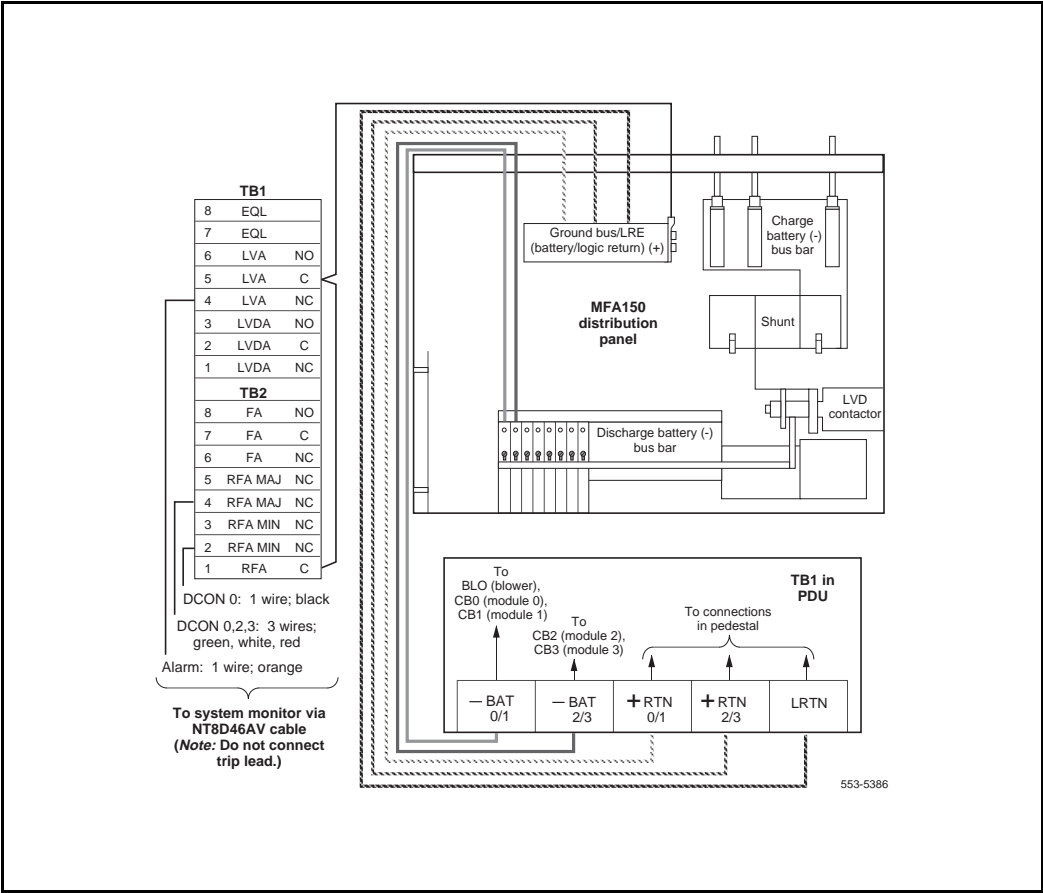 TB1
8 EQL
7 EQL
6 LVA NO
5 LVA C
4 LVA NC
3 LVDA NO
2 LVDA C
1 LVDA NC
TB2
8 FA NO
7 FA C
6 FA NC
5 RFA MAJ NC
4 RFA MAJ NC
3 RFA MIN NC
2 RFA MIN NC
1 RFA C
DCON 0: 1 wire; black
DCON 0,2,3: 3 wires;
green, white, red
Alarm: 1 wire; orange
To system monitor via
NT8D46AV cable
(Note: Do not connect
trip lead.)
Ground bus/LRE
(battery/logic return) (+)
Charge
battery (-)
bus bar
MFA150
distribution
panel
Shunt
LVD
contactor
Discharge battery (-)
bus bar
To
BLO (blower),
CB0 (module 0),
CB1 (module 1)
To
CB2 (module 2),
CB3 (module 3)
To connections
in pedestal
TB1 in
PDU
– BAT
0/1
– BAT
2/3
+ RTN
0/1
+ RTN
2/3
LRTN
553-5386